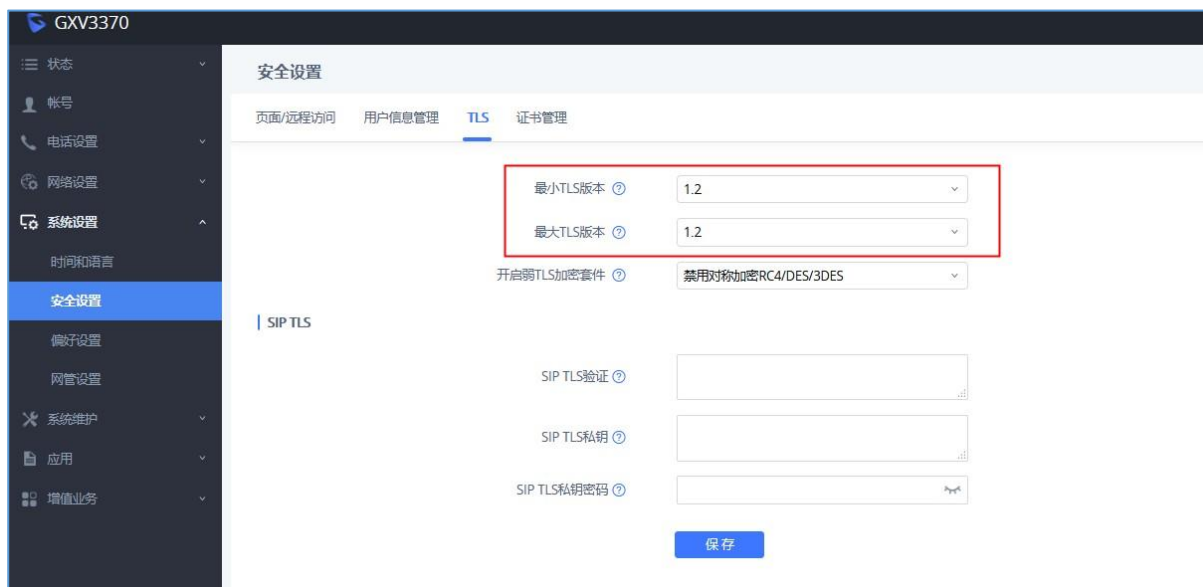 GXV3370
状态
帐号
电话设置
网络设置
系统设置
时间和语言
安全设置
偏好设置
网管设置
系统维护
应用
增值业务
安全设置
页面/远程访问 用户信息管理 TLS 证书管理
最小TLS版本 ? 1.2
最大TLS版本 ? 1.2
开启弱TLS加密套件 ? 禁用对称加密RC4/DES/3DES
SIP TLS
SIP TLS验证 ?
SIP TLS私钥 ?
SIP TLS私钥密码 ?
保存